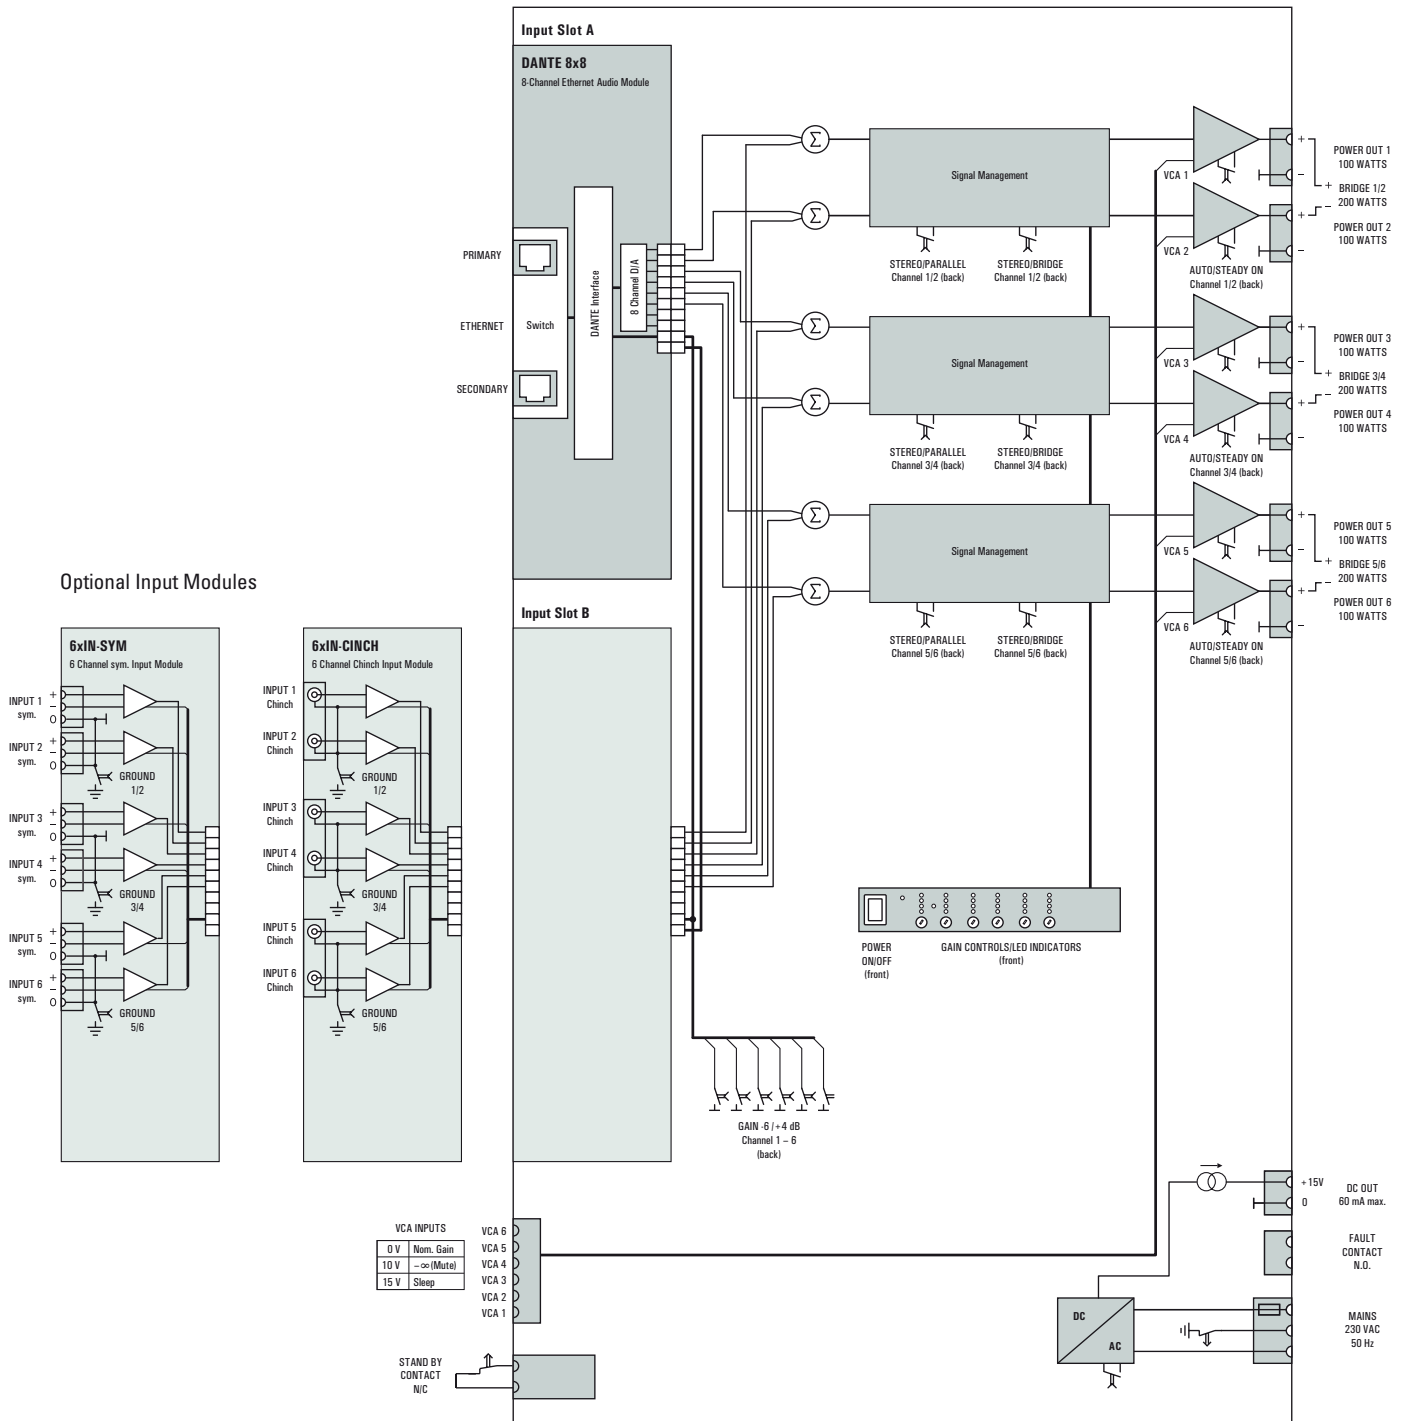 Input Slot A
DANTE 8x8
8-Channel Ethernet Audio Module
PRIMARY
ETHERNET
SECONDARY
Switch
DANTE Interface
8 Channel D/A
Σ
Σ
Σ
Σ
Σ
Σ
Signal Management
STEREO/PARALLEL
Channel 1/2 (back)
STEREO/BRIDGE
Channel 1/2 (back)
Signal Management
STEREO/PARALLEL
Channel 3/4 (back)
STEREO/BRIDGE
Channel 3/4 (back)
Signal Management
STEREO/PARALLEL
Channel 5/6 (back)
STEREO/BRIDGE
Channel 5/6 (back)
VCA 1
VCA 2
AUTO/STEADY ON
Channel 1/2 (back)
VCA 3
VCA 4
AUTO/STEADY ON
Channel 3/4 (back)
VCA 5
VCA 6
AUTO/STEADY ON
Channel 5/6 (back)
+
−
+
−
POWER OUT 1
100 WATTS
+ BRIDGE 1/2
− 200 WATTS
POWER OUT 2
100 WATTS
+
−
+
−
POWER OUT 3
100 WATTS
+ BRIDGE 3/4
− 200 WATTS
POWER OUT 4
100 WATTS
+
−
+
−
POWER OUT 5
100 WATTS
+ BRIDGE 5/6
− 200 WATTS
POWER OUT 6
100 WATTS
Optional Input Modules
6xIN-SYM
6 Channel sym. Input Module
INPUT 1
sym.
+
−
0
INPUT 2
sym.
+
−
0
GROUND
1/2
INPUT 3
sym.
+
−
0
INPUT 4
sym.
+
−
0
GROUND
3/4
INPUT 5
sym.
+
−
0
INPUT 6
sym.
+
−
0
GROUND
5/6
6xIN-CINCH
6 Channel Chinch Input Module
INPUT 1
Chinch
INPUT 2
Chinch
GROUND
1/2
INPUT 3
Chinch
INPUT 4
Chinch
GROUND
3/4
INPUT 5
Chinch
INPUT 6
Chinch
GROUND
5/6
Input Slot B
POWER
ON/OFF
(front)
GAIN CONTROLS/LED INDICATORS
(front)
GAIN -6 /+4 dB
Channel 1 – 6
(back)
VCA INPUTS
0 V Nom. Gain
10 V −∞ (Mute)
15 V Sleep
VCA 6
VCA 5
VCA 4
VCA 3
VCA 2
VCA 1
STAND BY
CONTACT
N/C
+15V
0
DC OUT
60 mA max.
FAULT
CONTACT
N.O.
DC
AC
MAINS
230 VAC
50 Hz